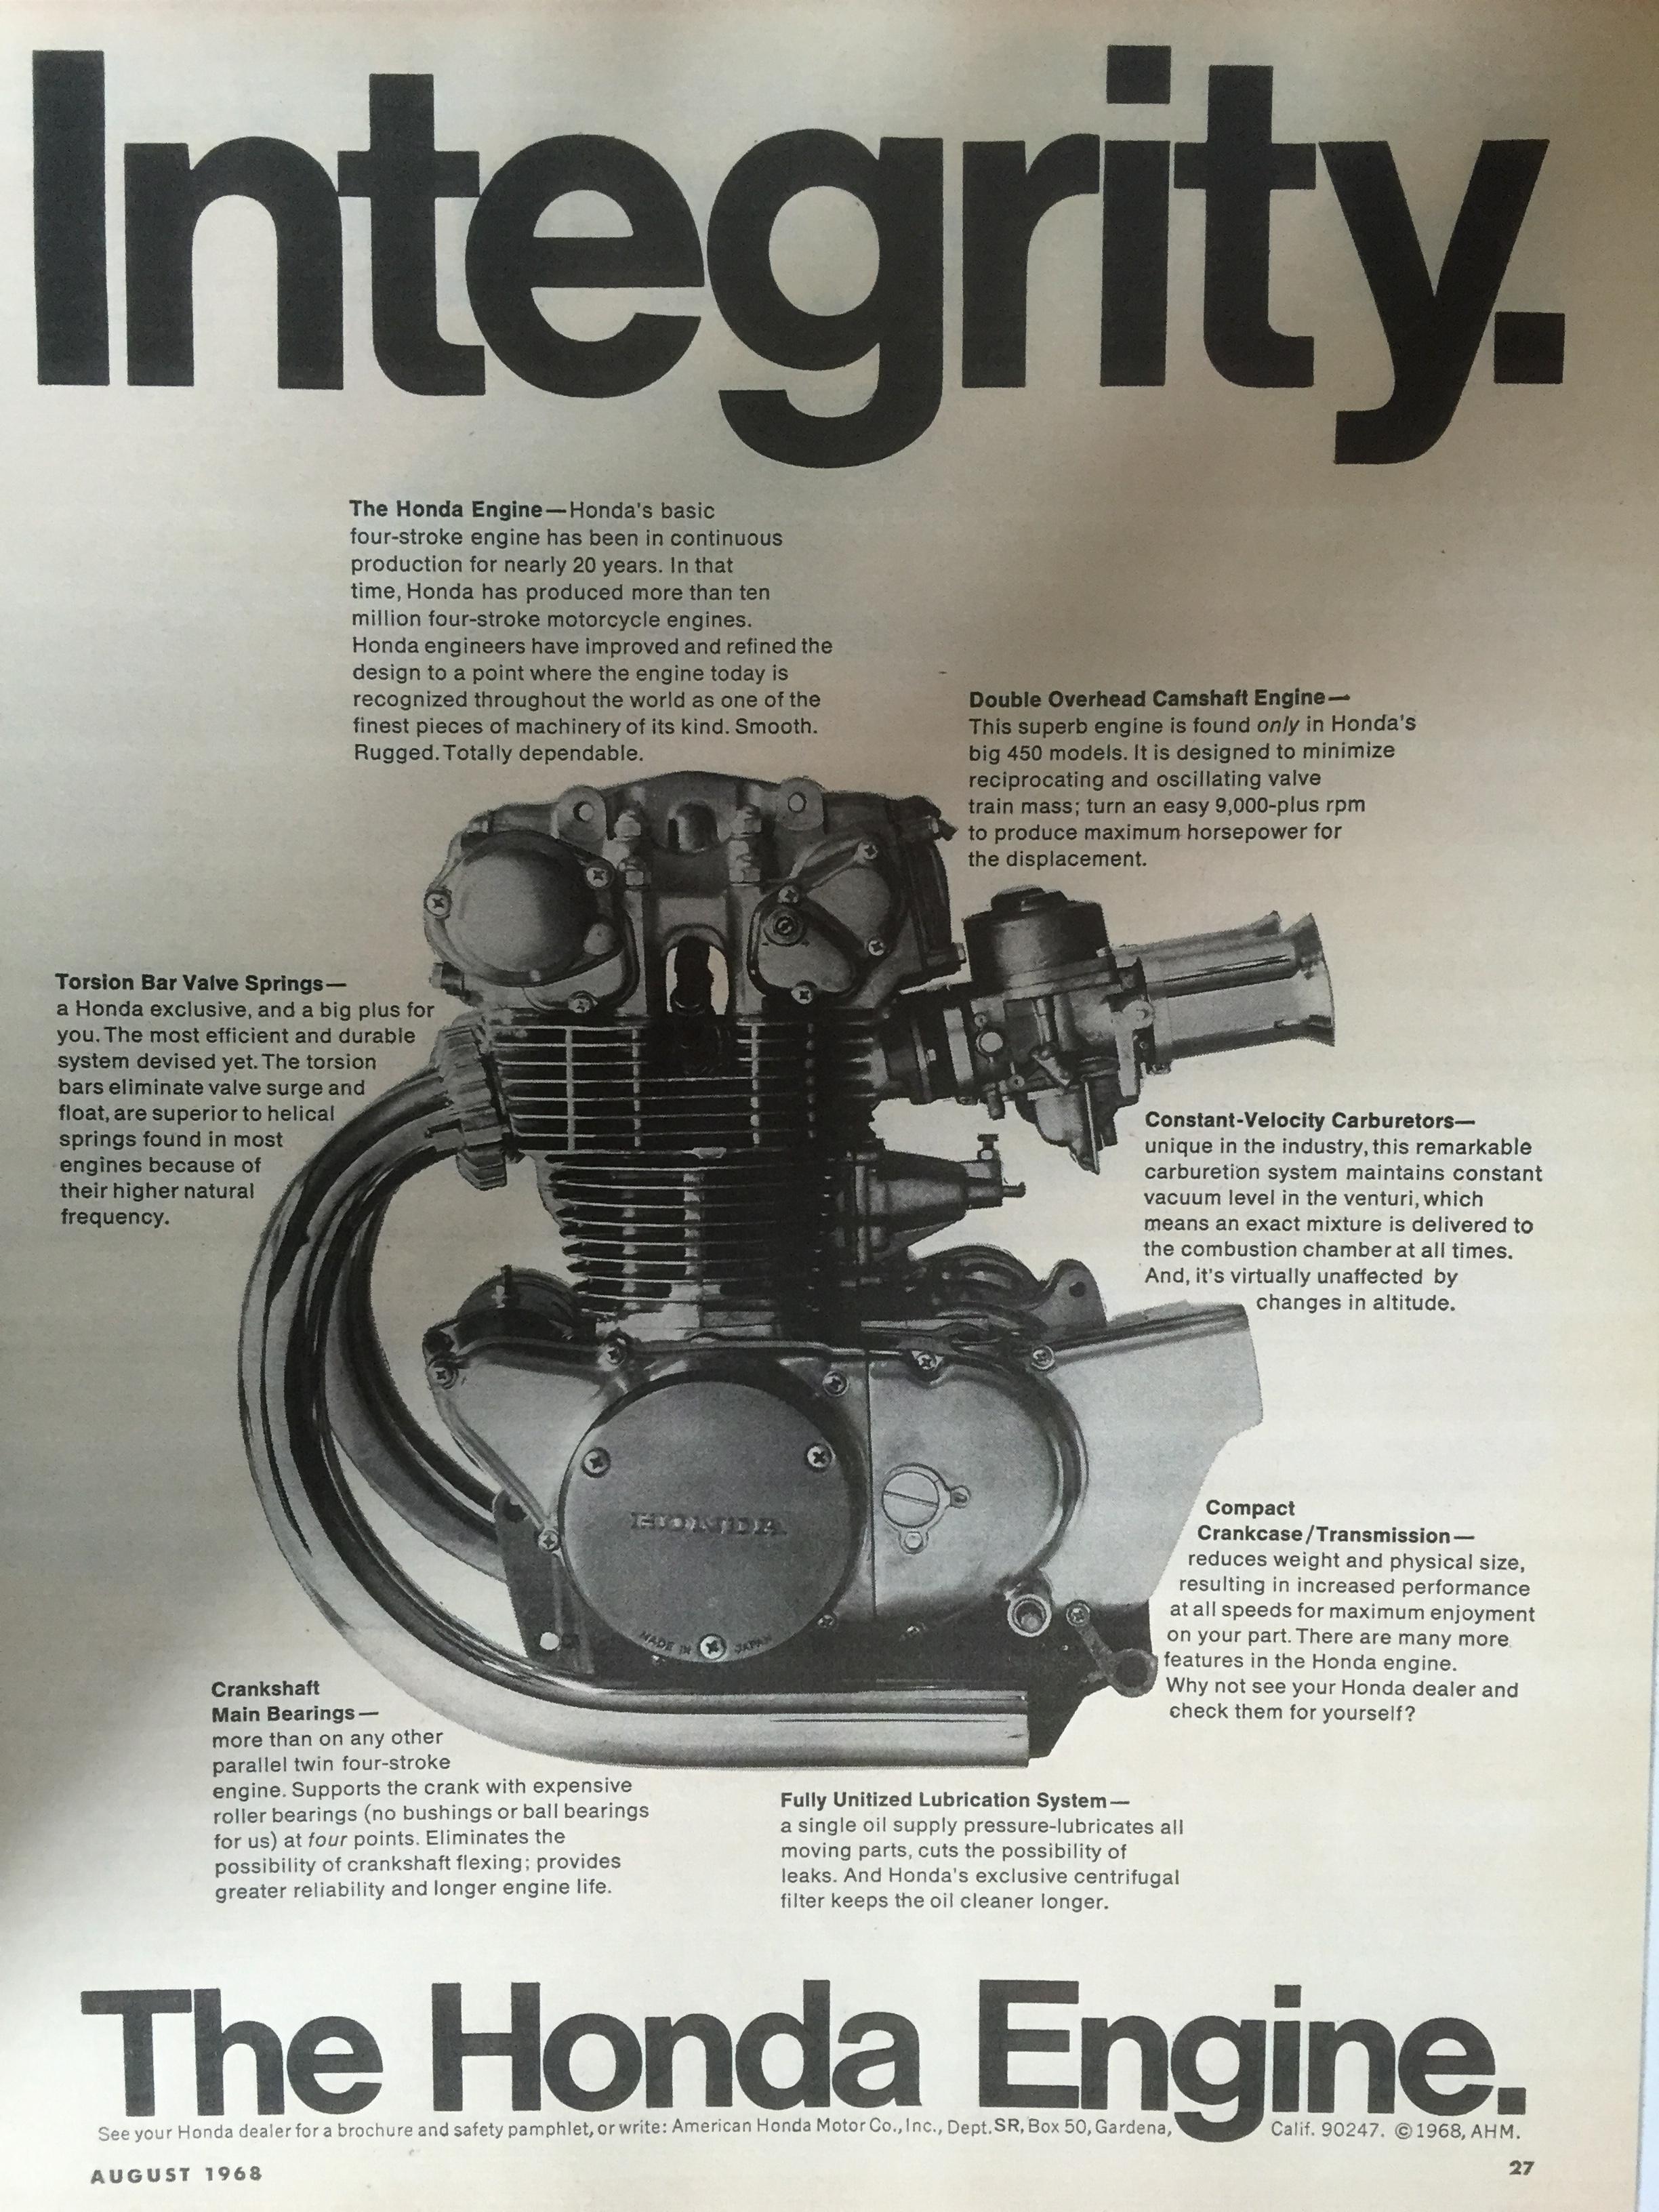 Integrity.
The Honda Engine—Honda's basic
four-stroke engine has been in continuous
production for nearly 20 years. In that
time, Honda has produced more than ten
million four-stroke motorcycle engines.
Honda engineers have improved and refined the
design to a point where the engine today is
recognized throughout the world as one of the
finest pieces of machinery of its kind. Smooth.
Rugged. Totally dependable.
Double Overhead Camshaft Engine—
This superb engine is found only in Honda's
big 450 models. It is designed to minimize
reciprocating and oscillating valve
train mass; turn an easy 9,000-plus rpm
to produce maximum horsepower for
the displacement.
Torsion Bar Valve Springs—
a Honda exclusive, and a big plus for
you. The most efficient and durable
system devised yet. The torsion
bars eliminate valve surge and
float, are superior to helical
springs found in most
engines because of
their higher natural
frequency.
Constant-Velocity Carburetors—
unique in the industry, this remarkable
carburetion system maintains constant
vacuum level in the venturi, which
means an exact mixture is delivered to
the combustion chamber at all times.
And, it's virtually unaffected by
changes in altitude.
HONDA
MADE IN JAPAN
Compact
Crankcase/Transmission—
reduces weight and physical size,
resulting in increased performance
at all speeds for maximum enjoyment
on your part. There are many more
features in the Honda engine.
Why not see your Honda dealer and
check them for yourself?
Crankshaft
Main Bearings—
more than on any other
parallel twin four-stroke
engine. Supports the crank with expensive
roller bearings (no bushings or ball bearings
for us) at four points. Eliminates the
possibility of crankshaft flexing; provides
greater reliability and longer engine life.
Fully Unitized Lubrication System—
a single oil supply pressure-lubricates all
moving parts, cuts the possibility of
leaks. And Honda's exclusive centrifugal
filter keeps the oil cleaner longer.
The Honda Engine.
See your Honda dealer for a brochure and safety pamphlet, or write: American Honda Motor Co., Inc., Dept. SR, Box 50, Gardena, Calif. 90247. ©1968, AHM.
AUGUST 1968
27